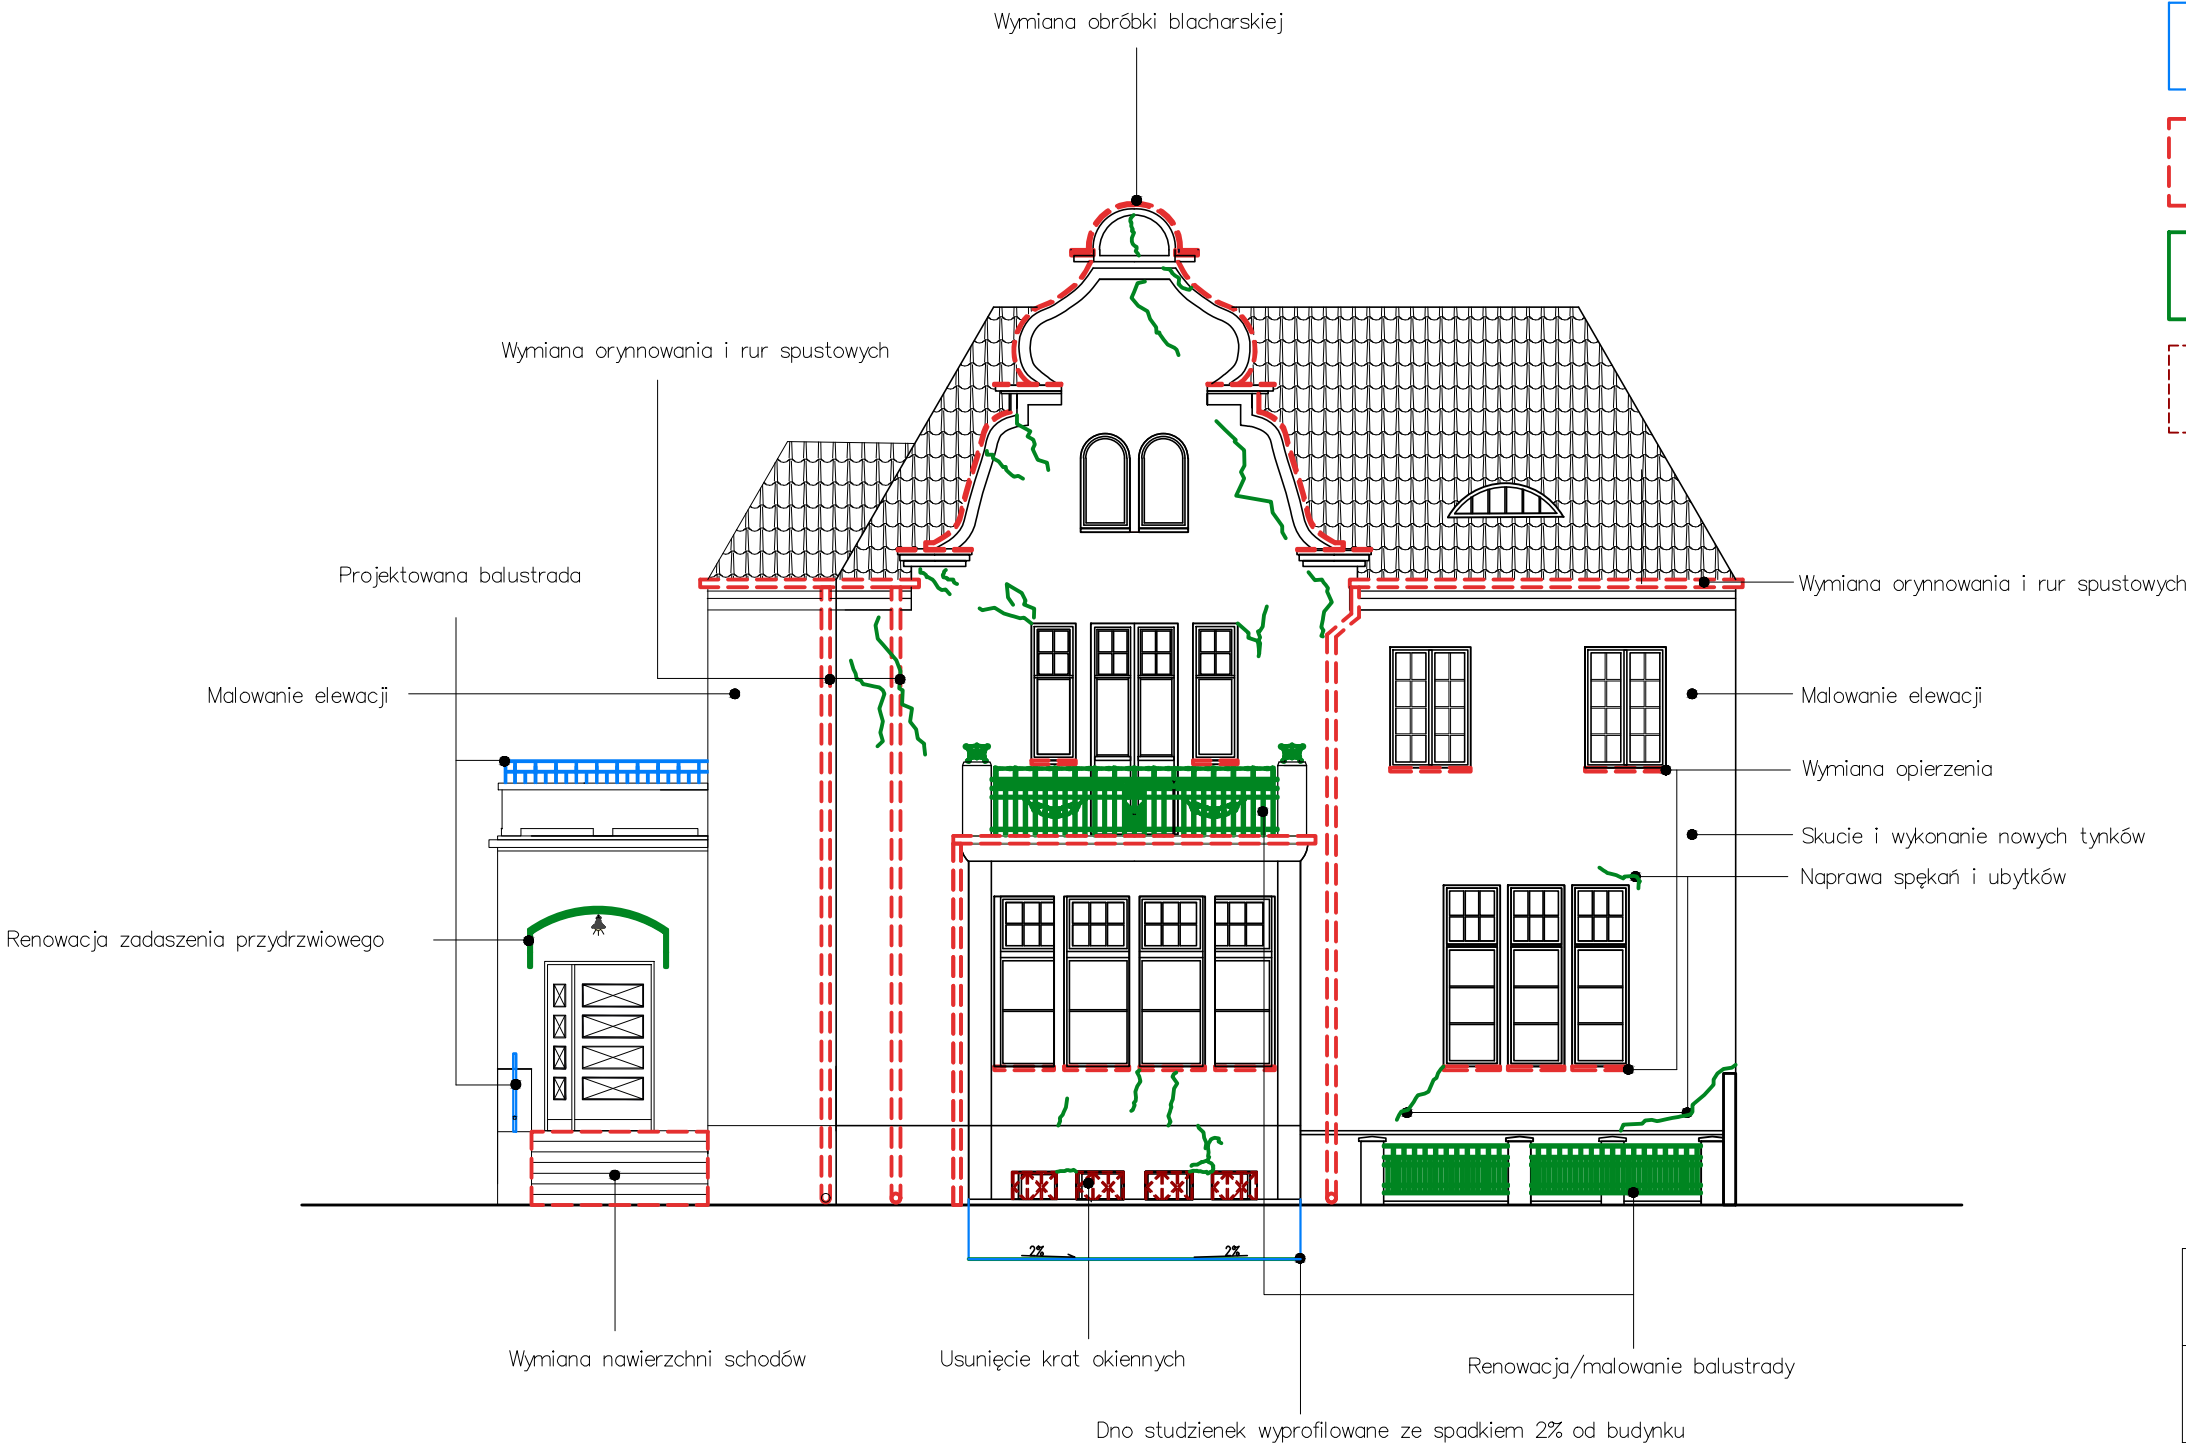 Wymiana obróbki blacharskiej
Wymiana orynnowania i rur spustowych
Projektowana balustrada
Wymiana orynnowania i rur spustowych
Malowanie elewacji
Malowanie elewacji
Wymiana opierzenia
Skucie i wykonanie nowych tynków
Naprawa spękań i ubytków
Renowacja zadaszenia przydrzwiowego
2%
2%
Wymiana nawierzchni schodów
Usunięcie krat okiennych
Renowacja/malowanie balustrady
Dno studzienek wyprofilowane ze spadkiem 2% od budynku